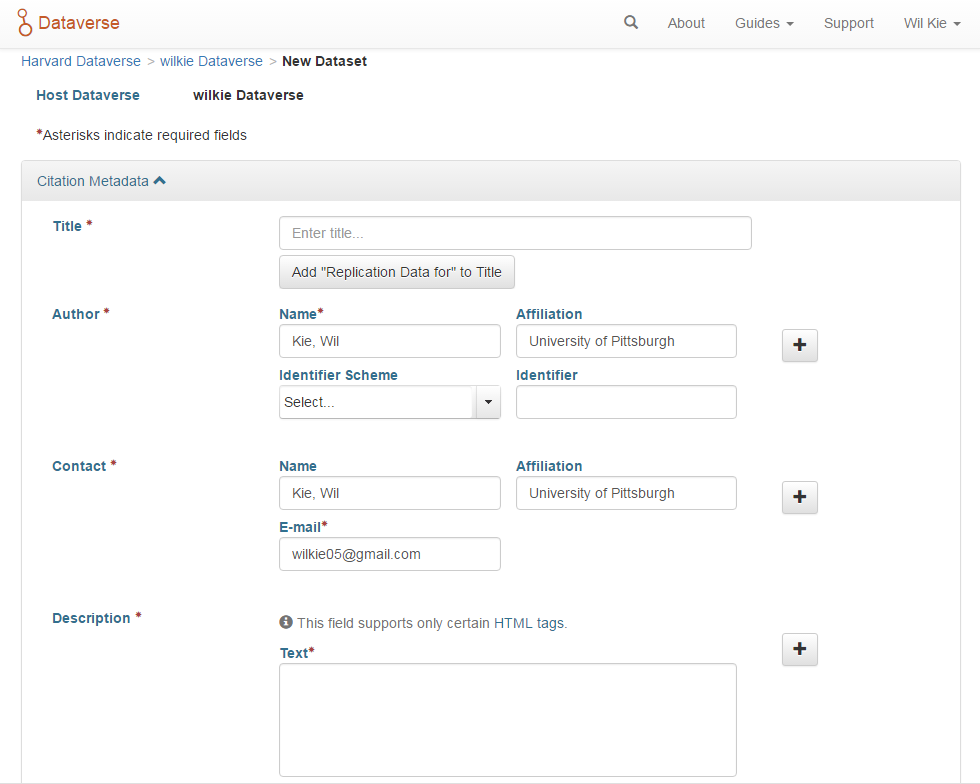 Dataverse About Guides Support Wil Kie
Harvard Dataverse > wilkie Dataverse > New Dataset
Host Dataverse wilkie Dataverse
*Asterisks indicate required fields
Citation Metadata
Title * Enter title...
Add "Replication Data for" to Title
Author * Name* Affiliation
Kie, Wil University of Pittsburgh
Identifier Scheme Identifier
Select...
Contact * Name Affiliation
Kie, Wil University of Pittsburgh
E-mail*
wilkie05@gmail.com
Description * This field supports only certain HTML tags.
Text*